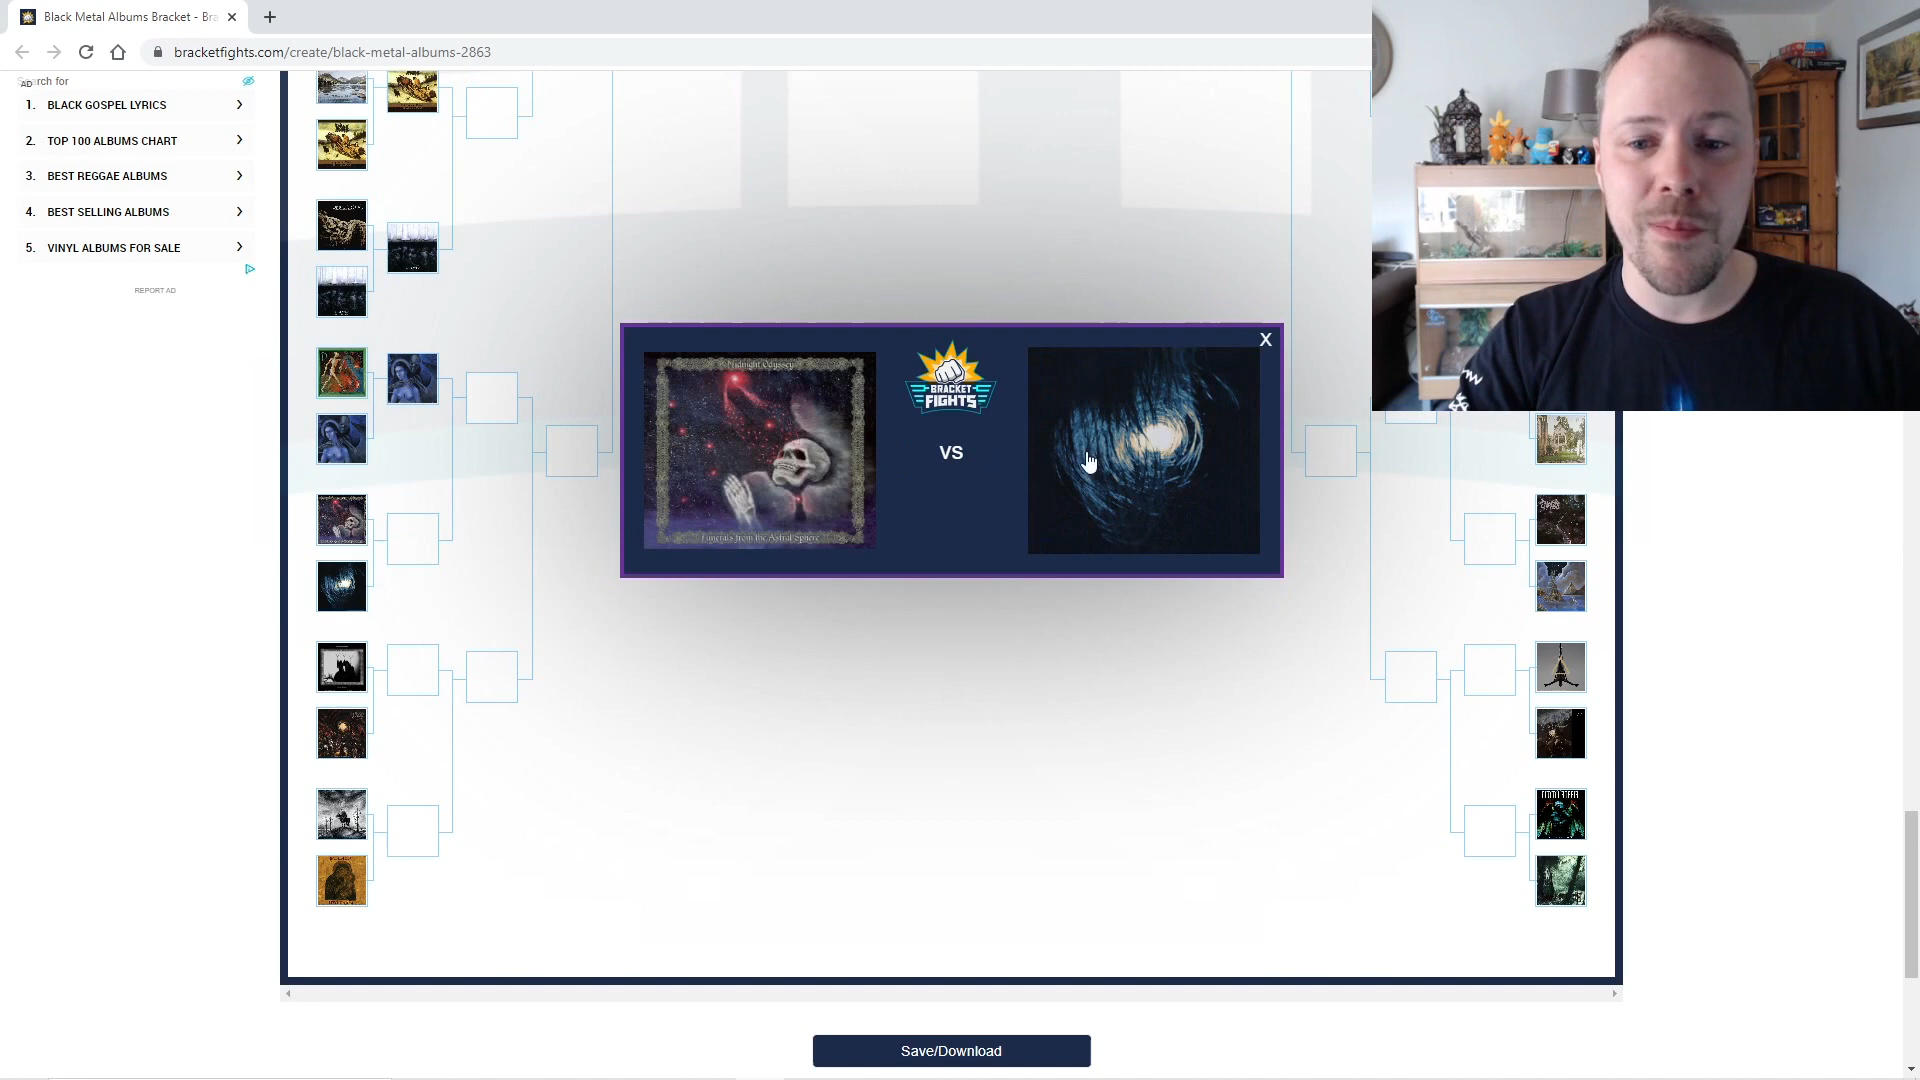 Black Metal Albums Bracket - Bra
bracketfights.com/create/black-metal-albums-2863
Search for
AD
1. BLACK GOSPEL LYRICS
2. TOP 100 ALBUMS CHART
3. BEST REGGAE ALBUMS
4. BEST SELLING ALBUMS
5. VINYL ALBUMS FOR SALE
REPORT AD
X
Midnight Odyssey
Funerals from the Astral Sphere
BRACKET
FIGHTS
VS
Save/Download